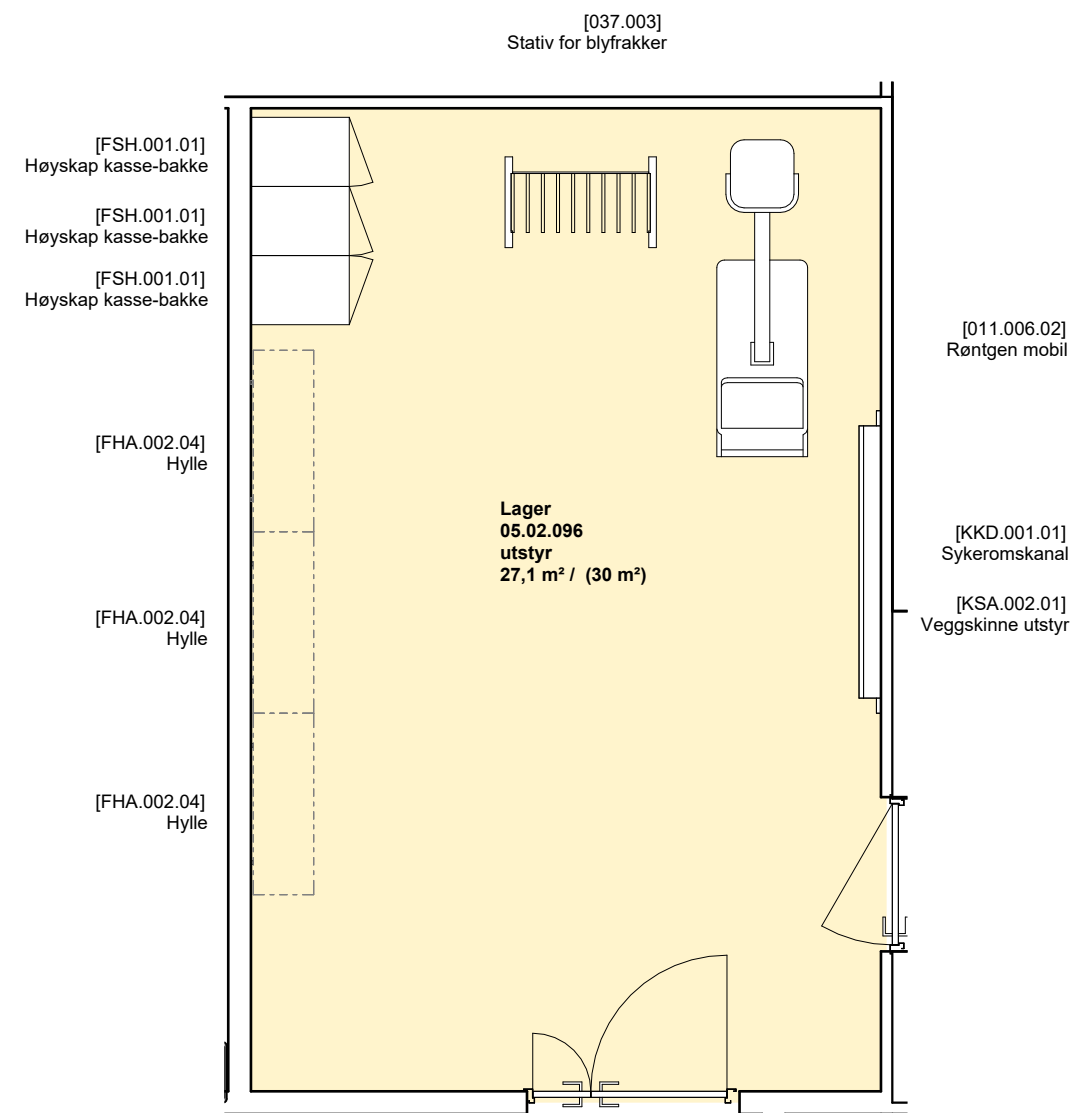 [037.003]
Stativ for blyfrakker
[FSH.001.01]
Høyskap kasse-bakke
[FSH.001.01]
Høyskap kasse-bakke
[FSH.001.01]
Høyskap kasse-bakke
[FHA.002.04]
Hylle
[FHA.002.04]
Hylle
[FHA.002.04]
Hylle
Lager
05.02.096
utstyr
27,1 m² / (30 m²)
[011.006.02]
Røntgen mobil
[KKD.001.01]
Sykeromskanal
[KSA.002.01]
Veggskinne utstyr